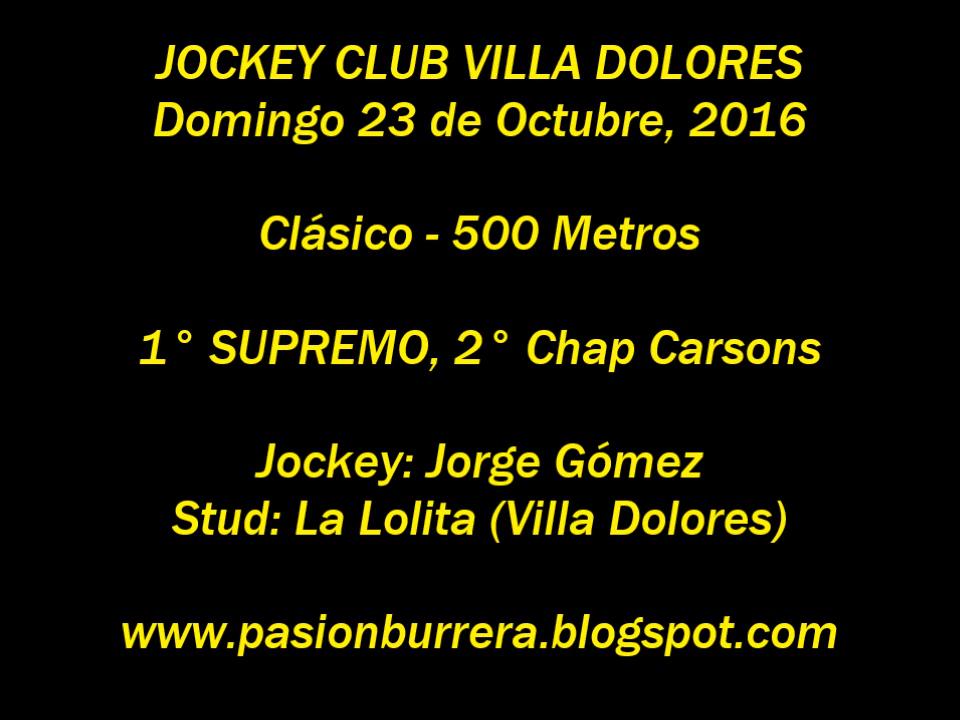 JOCKEY CLUB VILLA DOLORES
Domingo 23 de Octubre, 2016
Clásico - 500 Metros
1° SUPREMO, 2° Chap Carsons
Jockey: Jorge Gómez
Stud: La Lolita (Villa Dolores)
www.pasionburrera.blogspot.com